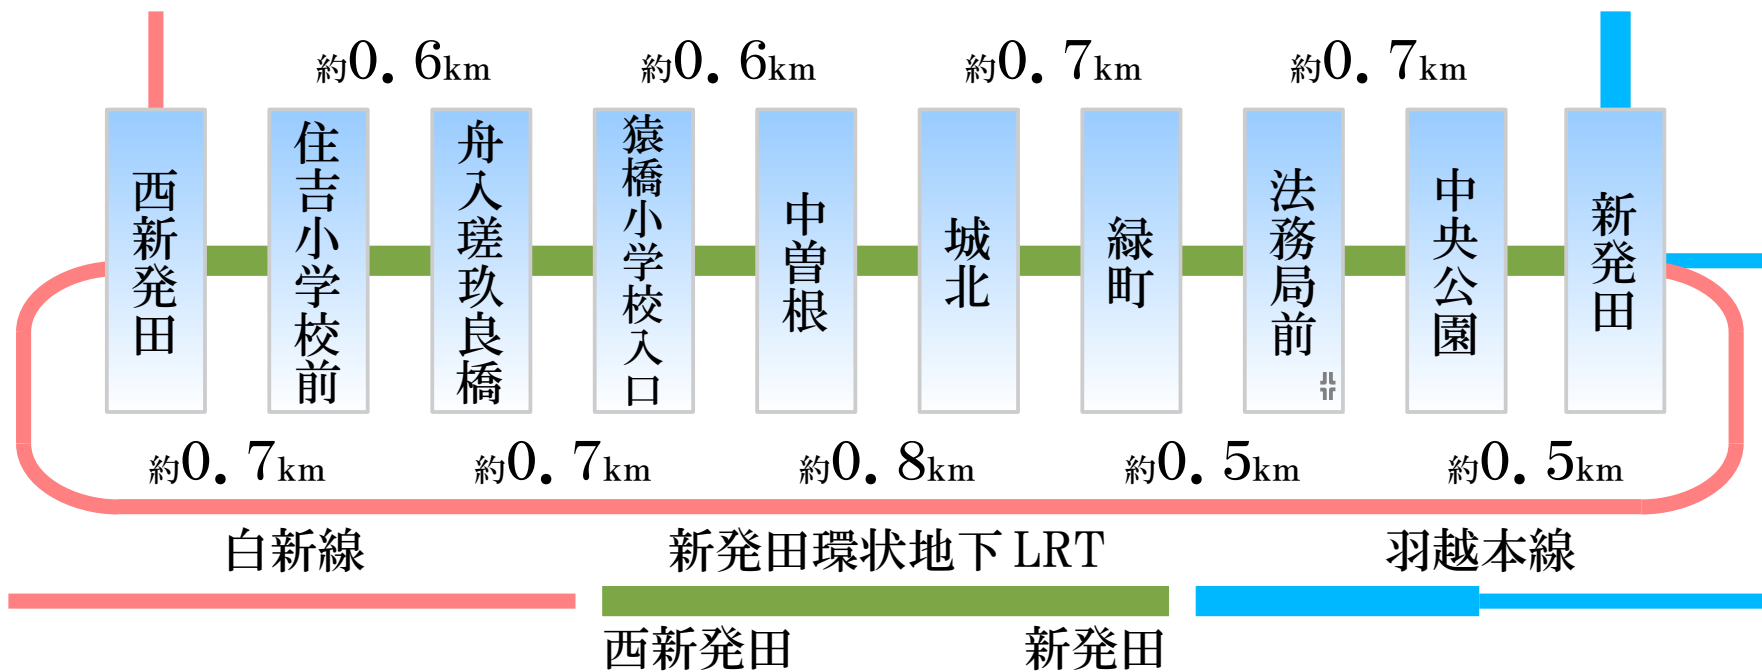 約0.6km
約0.6km
約0.7km
約0.7km
西新発田
住吉小学校前
舟入瑳玖良橋
猿橋小学校入口
中曽根
城北
緑町
法務局前
中央公園
新発田
約0.7km
約0.7km
約0.8km
約0.5km
約0.5km
白新線
新発田環状地下LRT
羽越本線
西新発田
新発田